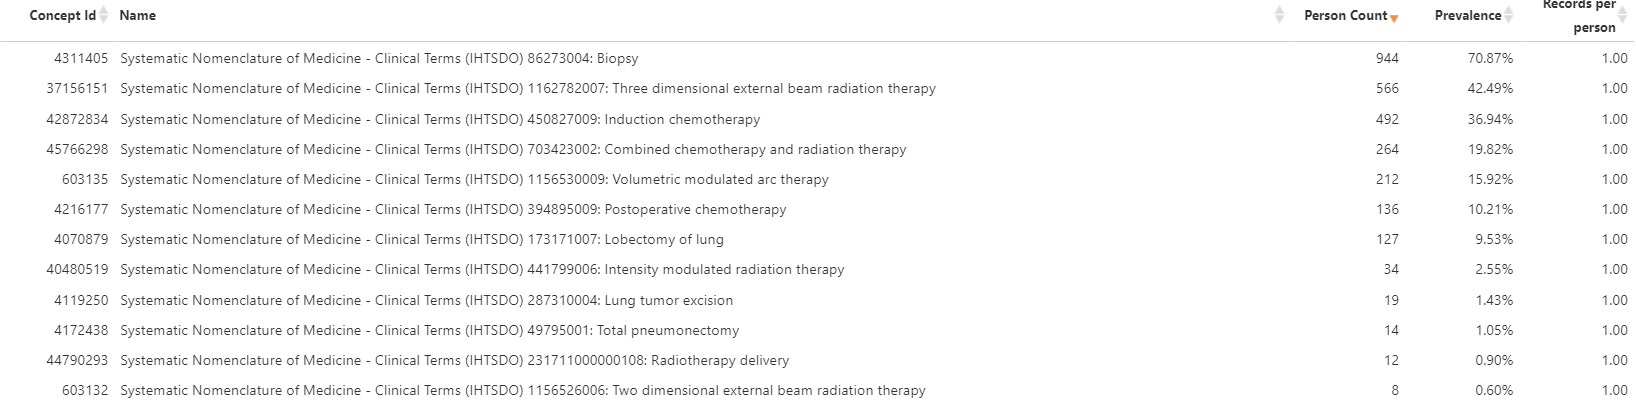 Concept Id Name Person Count Prevalence Records per person
4311405 Systematic Nomenclature of Medicine - Clinical Terms (IHTSDO) 86273004: Biopsy 944 70.87% 1.00
37156151 Systematic Nomenclature of Medicine - Clinical Terms (IHTSDO) 1162782007: Three dimensional external beam radiation therapy 566 42.49% 1.00
42872834 Systematic Nomenclature of Medicine - Clinical Terms (IHTSDO) 450827009: Induction chemotherapy 492 36.94% 1.00
45766298 Systematic Nomenclature of Medicine - Clinical Terms (IHTSDO) 703423002: Combined chemotherapy and radiation therapy 264 19.82% 1.00
603135 Systematic Nomenclature of Medicine - Clinical Terms (IHTSDO) 1156530009: Volumetric modulated arc therapy 212 15.92% 1.00
4216177 Systematic Nomenclature of Medicine - Clinical Terms (IHTSDO) 394895009: Postoperative chemotherapy 136 10.21% 1.00
4070879 Systematic Nomenclature of Medicine - Clinical Terms (IHTSDO) 173171007: Lobectomy of lung 127 9.53% 1.00
40480519 Systematic Nomenclature of Medicine - Clinical Terms (IHTSDO) 441799006: Intensity modulated radiation therapy 34 2.55% 1.00
4119250 Systematic Nomenclature of Medicine - Clinical Terms (IHTSDO) 287310004: Lung tumor excision 19 1.43% 1.00
4172438 Systematic Nomenclature of Medicine - Clinical Terms (IHTSDO) 49795001: Total pneumonectomy 14 1.05% 1.00
44790293 Systematic Nomenclature of Medicine - Clinical Terms (IHTSDO) 231711000000108: Radiotherapy delivery 12 0.90% 1.00
603132 Systematic Nomenclature of Medicine - Clinical Terms (IHTSDO) 1156526006: Two dimensional external beam radiation therapy 8 0.60% 1.00